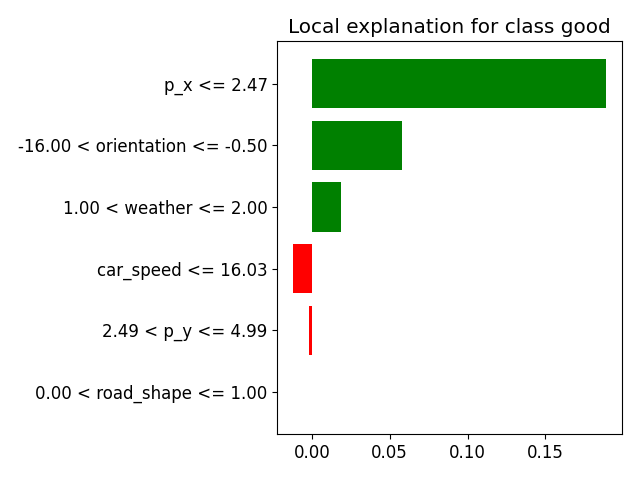 Local explanation for class good
p_x <= 2.47
-16.00 < orientation <= -0.50
1.00 < weather <= 2.00
car_speed <= 16.03
2.49 < p_y <= 4.99
0.00 < road_shape <= 1.00
0.00 0.05 0.10 0.15